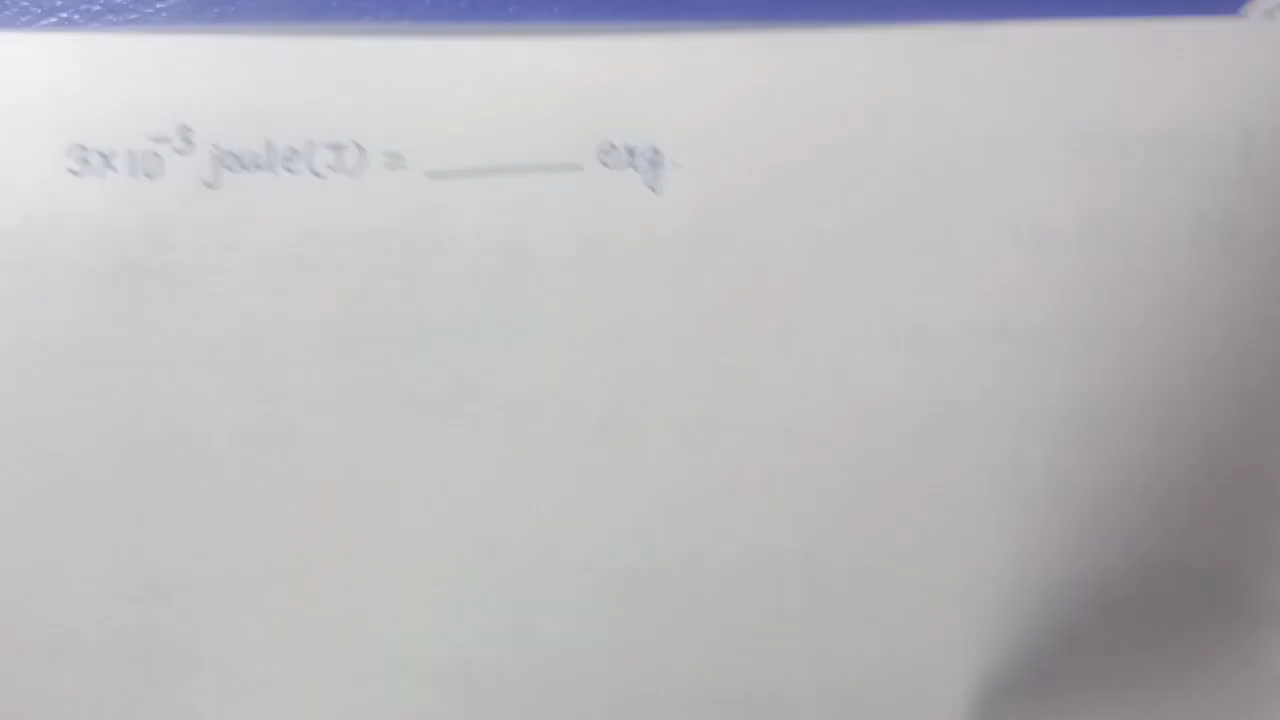 3×10⁻⁵ joule(J) = ______ erg.